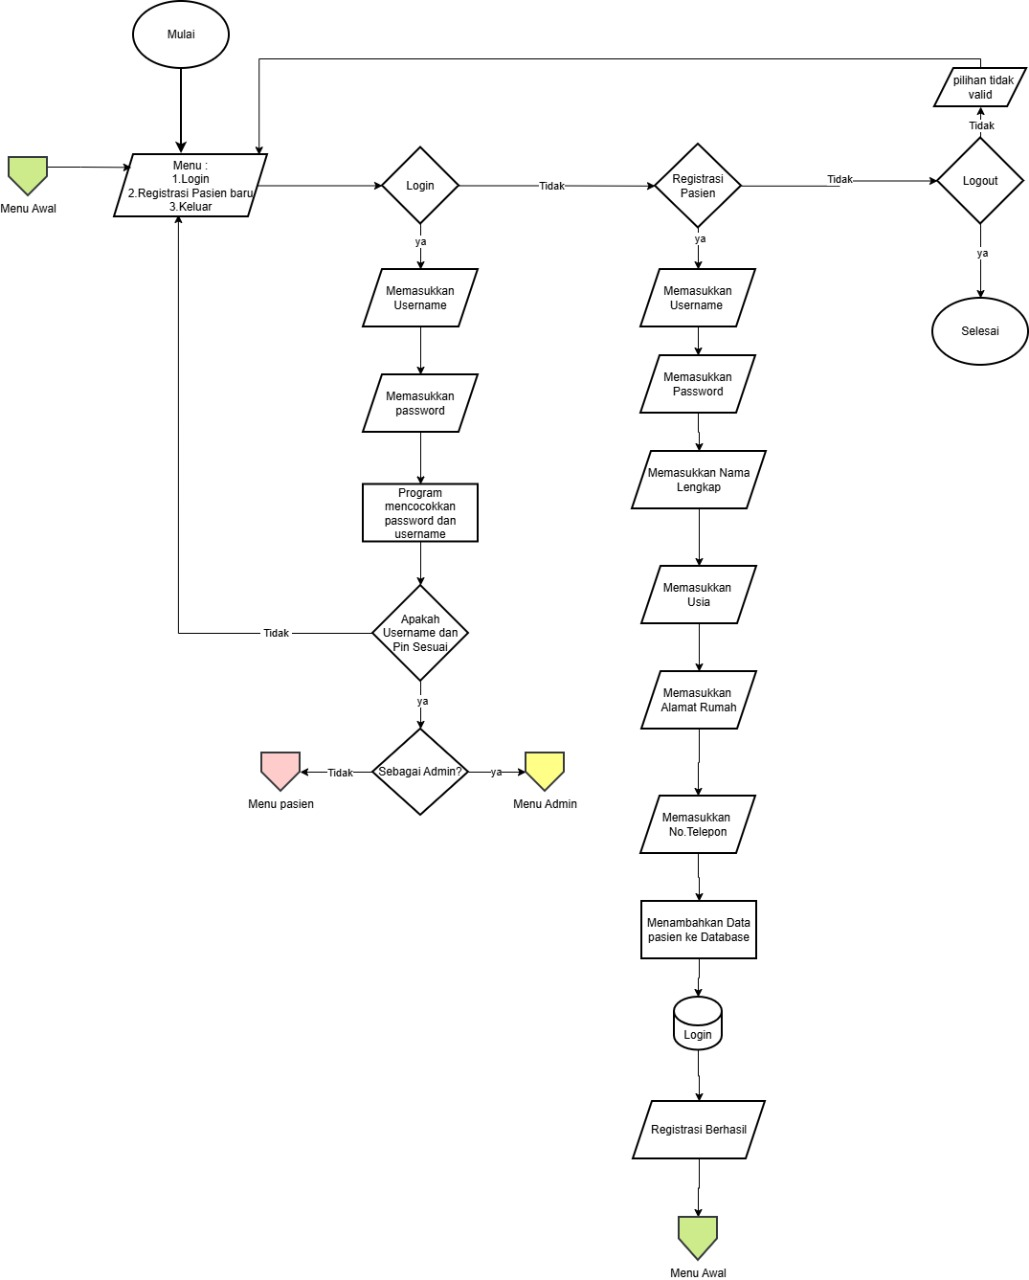 Mulai
pilihan tidak
valid
Tidak
Menu :
1.Login
2.Registrasi Pasien baru
3.Keluar
Menu Awal
Login
Tidak
Registrasi
Pasien
Tidak
Logout
ya
ya
ya
Selesai
Memasukkan
Username
Memasukkan
password
Program
mencocokkan
password dan
username
Apakah
Username dan
Pin Sesuai
Tidak
ya
Sebagai Admin?
Tidak
ya
Menu pasien
Menu Admin
Memasukkan
Username
Memasukkan
Password
Memasukkan Nama
Lengkap
Memasukkan
Usia
Memasukkan
Alamat Rumah
Memasukkan
No.Telepon
Menambahkan Data
pasien ke Database
Login
Registrasi Berhasil
Menu Awal